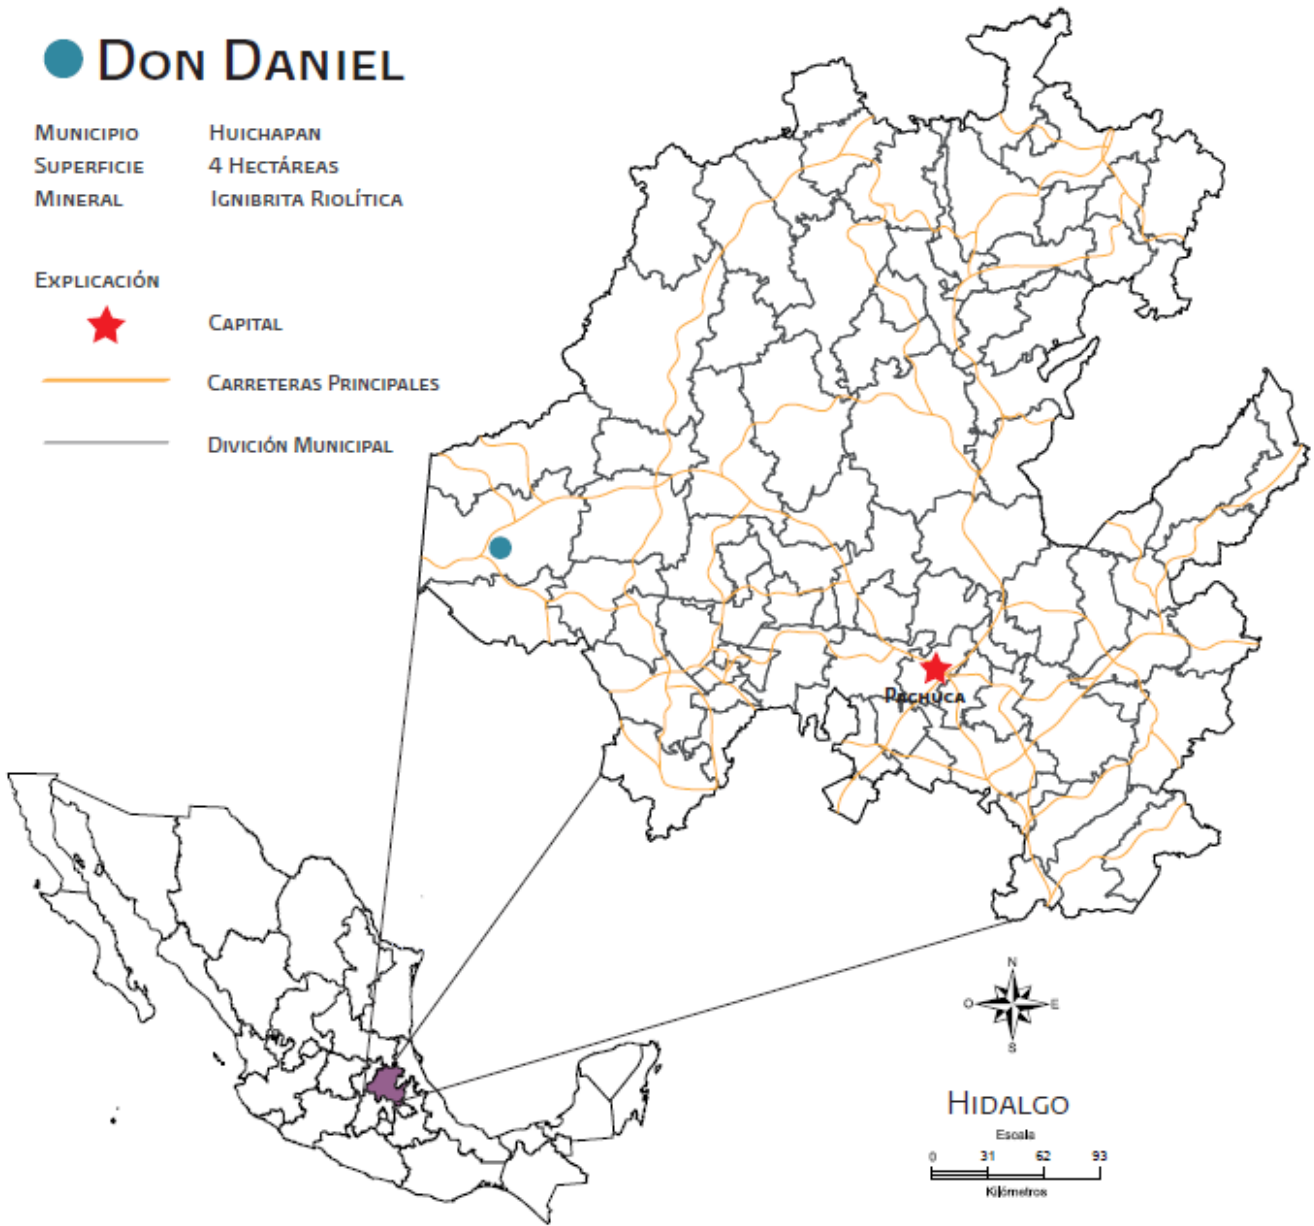 DON DANIEL
MUNICIPIO HUICHAPAN
SUPERFICIE 4 HECTÁREAS
MINERAL IGNIBRITA RIOLÍTICA
EXPLICACIÓN
CAPITAL
CARRETERAS PRINCIPALES
DIVICIÓN MUNICIPAL
PACHUCA
N
O E
S
HIDALGO
Escala
0 31 62 93
Kilómetros